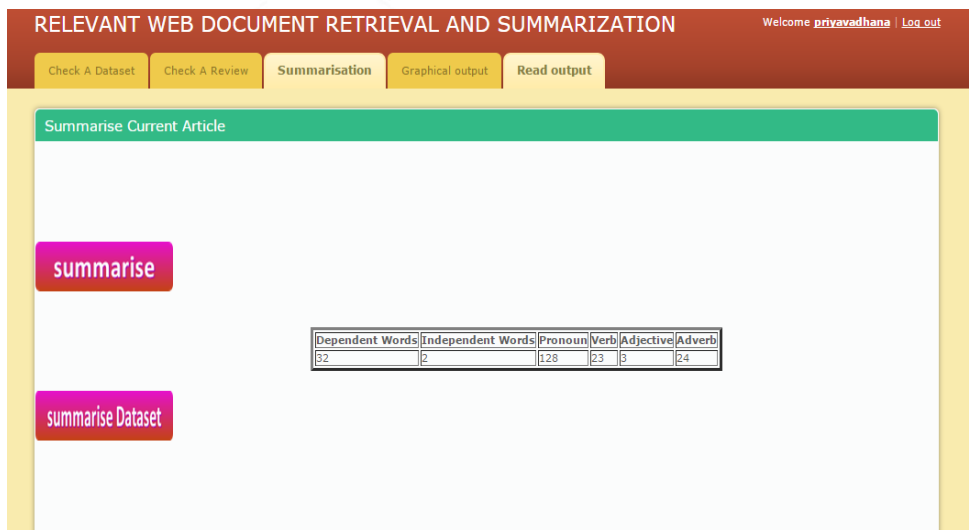 RELEVANT WEB DOCUMENT RETRIEVAL AND SUMMARIZATION
Welcome priyavadhana | Log out
Check A Dataset Check A Review Summarisation Graphical output Read output
Summarise Current Article
summarise
Dependent Words Independent Words Pronoun Verb Adjective Adverb
32 2 128 23 3 24
summarise Dataset